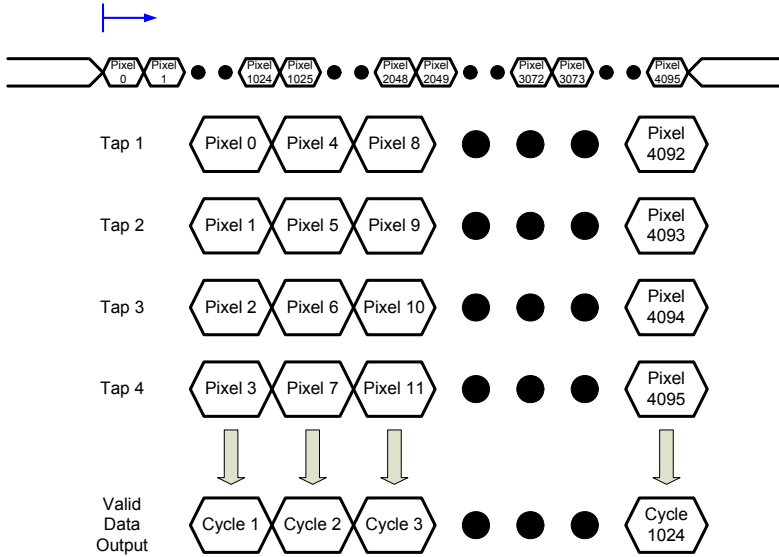 Pixel 0
Pixel 1
Pixel 1024
Pixel 1025
Pixel 2048
Pixel 2049
Pixel 3072
Pixel 3073
Pixel 4095
Tap 1
Pixel 0
Pixel 4
Pixel 8
Pixel 4092
Tap 2
Pixel 1
Pixel 5
Pixel 9
Pixel 4093
Tap 3
Pixel 2
Pixel 6
Pixel 10
Pixel 4094
Tap 4
Pixel 3
Pixel 7
Pixel 11
Pixel 4095
Valid
Data
Output
Cycle 1
Cycle 2
Cycle 3
Cycle 1024